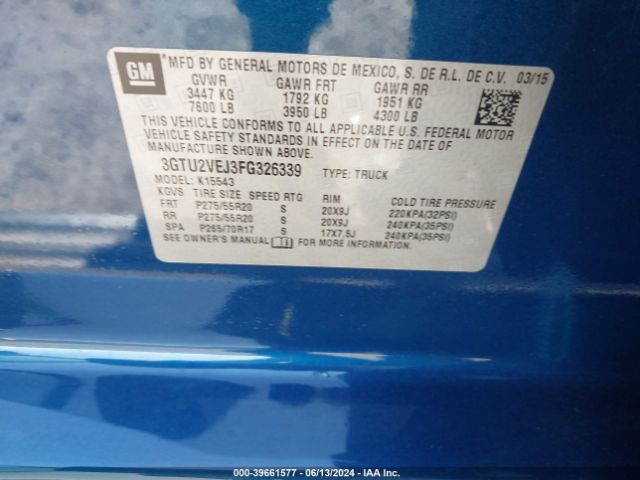 GM
*MFD BY GENERAL MOTORS DE MEXICO, S. DE R.L. DE C.V. 03/15
GVWR GAWR FRT GAWR RR
3447 KG 1792 KG 1951 KG
7600 LB 3950 LB 4300 LB
THIS VEHICLE CONFORMS TO ALL APPLICABLE U.S. FEDERAL MOTOR
VEHICLE SAFETY STANDARDS IN EFFECT ON THE DATE OF
MANUFACTURE SHOWN ABOVE.
3GTU2VEJ3FG326339 TYPE: TRUCK
MODEL: K15543
KGVS TIRE SIZE SPEED RTG RIM COLD TIRE PRESSURE
FRT P275/55R20 S 20X9J 220KPA(32PSI)
RR P275/55R20 S 20X9J 240KPA(35PSI)
SPA P265/70R17 S 17X7.5J 240KPA(35PSI)
SEE OWNER'S MANUAL FOR MORE INFORMATION.
000-39661577 - 06/13/2024 - IAA Inc.